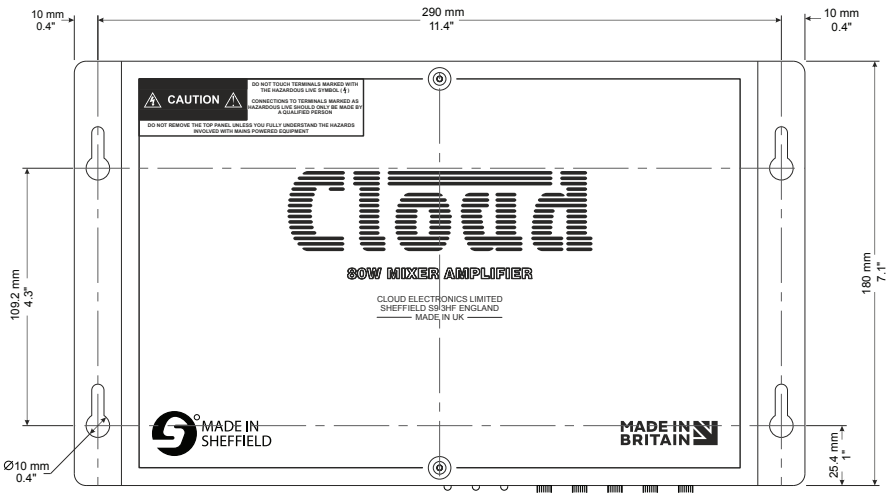 10 mm
0.4"
290 mm
11.4"
10 mm
0.4"
CAUTION
DO NOT TOUCH TERMINALS MARKED WITH
THE HAZARDOUS LIVE SYMBOL ( )
CONNECTIONS TO TERMINALS MARKED AS
HAZARDOUS LIVE SHOULD ONLY BE MADE BY
A QUALIFIED PERSON
DO NOT REMOVE THE TOP PANEL UNLESS YOU FULLY UNDERSTAND THE HAZARDS
INVOLVED WITH MAINS POWERED EQUIPMENT
Cloud
80W MIXER AMPLIFIER
CLOUD ELECTRONICS LIMITED
SHEFFIELD S9 3HF ENGLAND
MADE IN UK
109.2 mm
4.3"
180 mm
7.1"
MADE IN
SHEFFIELD
MADE IN
BRITAIN
Ø10 mm
0.4"
25.4 mm
1"